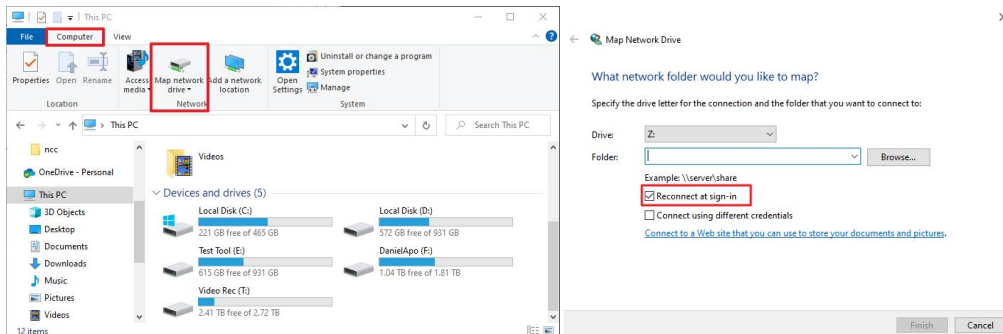 This PC
File Computer View
Properties Open Rename Access media Map network drive Add a network location Open Settings Uninstall or change a program
System properties
Manage
Location Network System
This PC Search This PC
ncc
OneDrive - Personal
This PC
3D Objects
Desktop
Documents
Downloads
Music
Pictures
Videos
12 items
Videos
Devices and drives (5)
Local Disk (C:)
221 GB free of 465 GB
Local Disk (D:)
572 GB free of 931 GB
Test Tool (E:)
615 GB free of 931 GB
DanielApo (F:)
1.04 TB free of 1.81 TB
Video Rec (T:)
2.41 TB free of 2.72 TB
Map Network Drive
What network folder would you like to map?
Specify the drive letter for the connection and the folder that you want to connect to:
Drive: Z:
Folder: Browse...
Example: \\server\share
Reconnect at sign-in
Connect using different credentials
Connect to a Web site that you can use to store your documents and pictures.
Finish Cancel